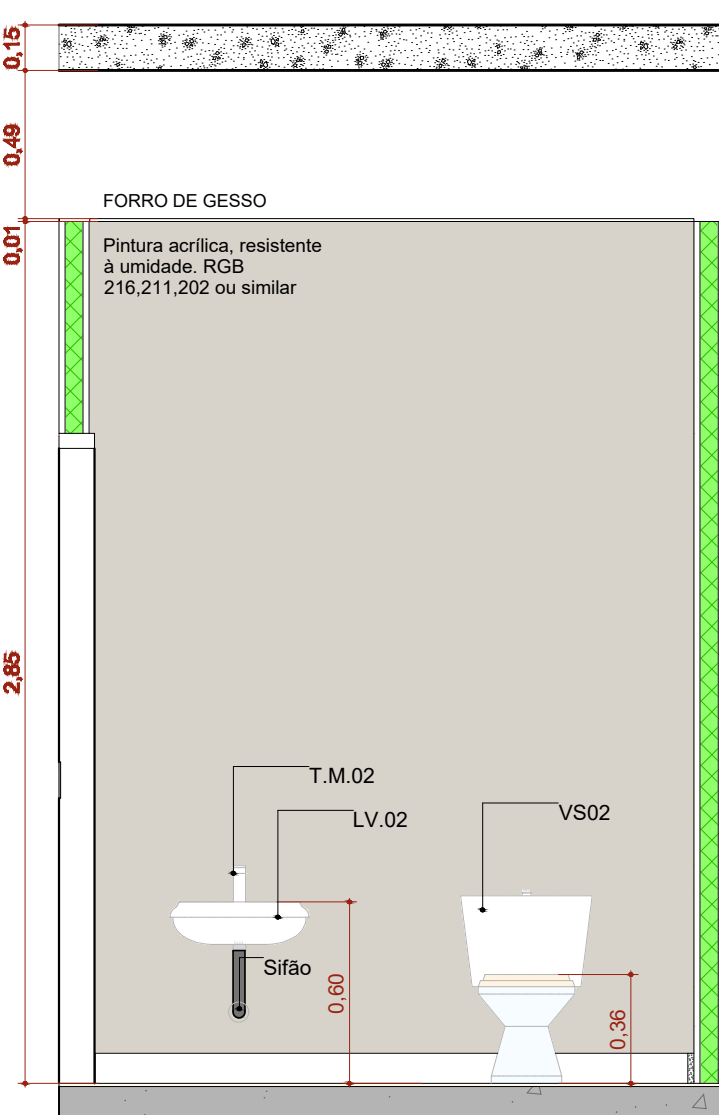 0,15
0,49
FORRO DE GESSO
0,01
Pintura acrílica, resistente
à umidade. RGB
216,211,202 ou similar
2,85
T.M.02
LV.02
VS02
Sifão
0,60
0,36